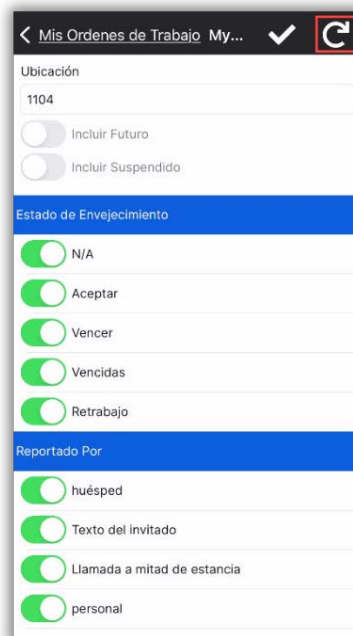 Mis Ordenes de Trabajo My...
Ubicación
1104
Incluir Futuro
Incluir Suspendido
Estado de Envejecimiento
N/A
Aceptar
Vencer
Vencidas
Retrabajo
Reportado Por
huésped
Texto del invitado
Llamada a mitad de estancia
personal